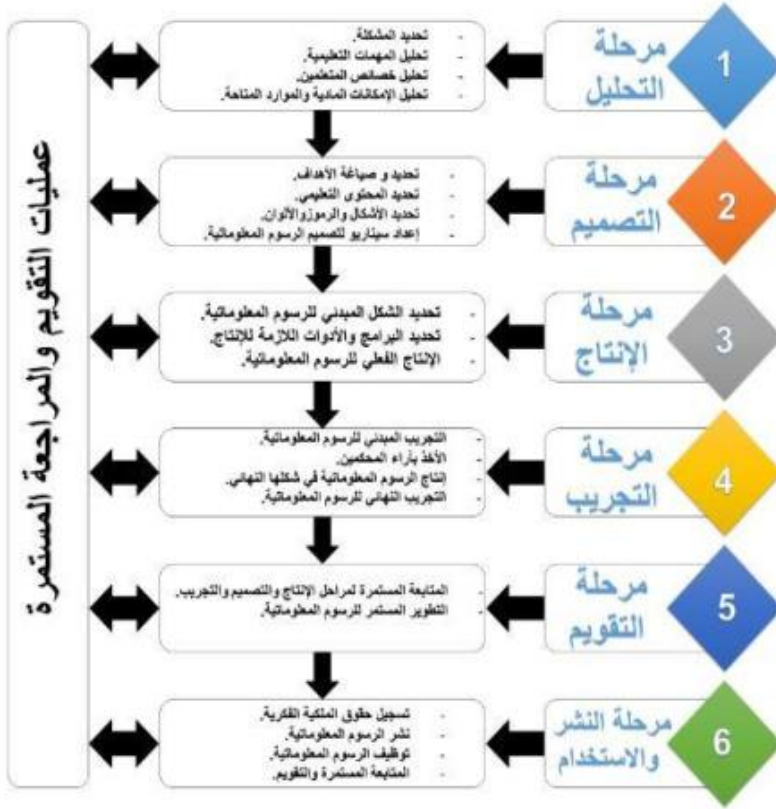 1
مرحلة
التحليل
- تحديد المشكلة.
- تحليل المهمات التعليمية.
- تحليل خصائص المتعلمين.
- تحليل الإمكانات المادية والموارد المتاحة.
2
مرحلة
التصميم
- تحديد و صياغة الأهداف.
- تحديد المحتوى التعليمي.
- تحديد الأشكال والرموز والألوان.
- إعداد سيناريو لتصميم الرسوم المعلوماتية.
3
مرحلة
الإنتاج
- تحديد الشكل المبدئي للرسوم المعلوماتية.
- تحديد البرامج والأدوات اللازمة للإنتاج.
- الإنتاج الفعلي للرسوم المعلوماتية.
4
مرحلة
التجريب
- التجريب المبدئي للرسوم المعلوماتية.
- الأخذ بآراء المحكمين.
- إنتاج الرسوم المعلوماتية في شكلها النهائي.
- التجريب النهائي للرسوم المعلوماتية.
5
مرحلة
التقويم
- المتابعة المستمرة لمراحل الإنتاج والتصميم والتجريب.
- التطوير المستمر للرسوم المعلوماتية.
6
مرحلة النشر
والاستخدام
- تسجيل حقوق الملكية الفكرية.
- نشر الرسوم المعلوماتية.
- توظيف الرسوم المعلوماتية.
- المتابعة المستمرة والتقويم.
عمليات التقويم والمراجعة المستمرة